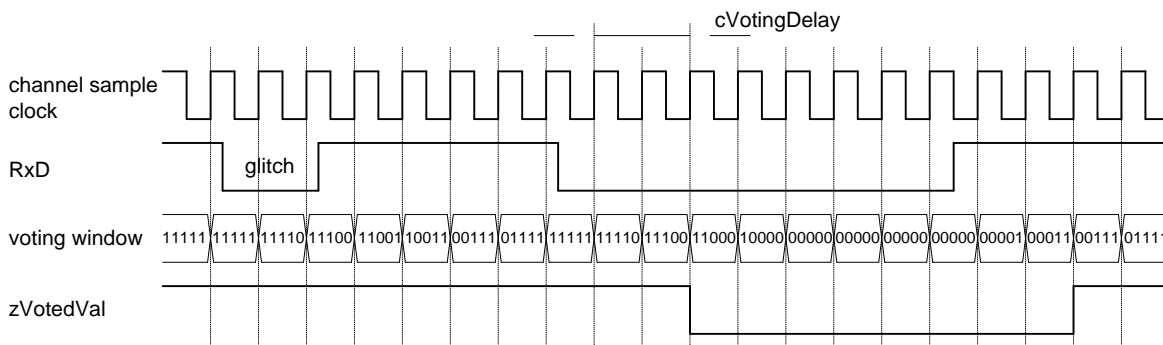 cVotingDelay
channel sample
clock
RxD
glitch
voting window
11111 11111 11110 11100 11001 10011 00111 01111 11111 11110 11100 11000 10000 00000 00000 00000 00000 00001 00011 00111 01111
zVotedVal